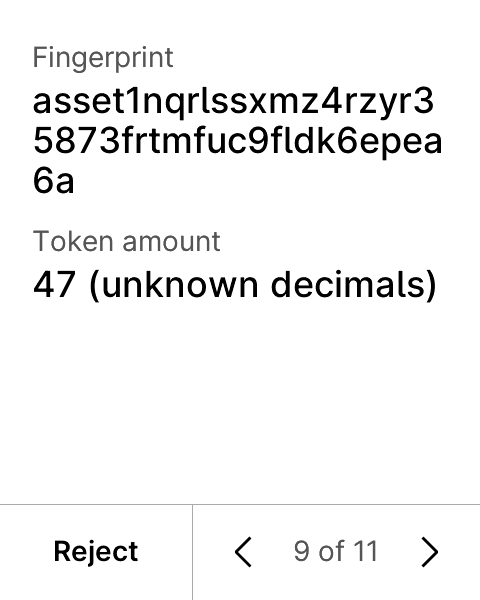 Fingerprint
asset1nqrlssxmz4rzyr3
5873frtmfuc9fldk6epea
6a
Token amount
47 (unknown decimals)
Reject
9 of 11